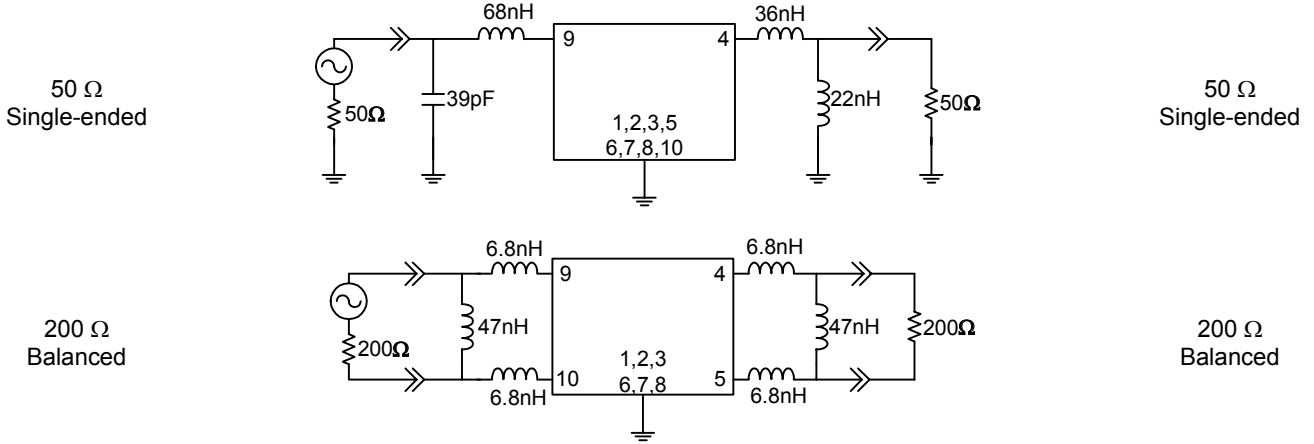 68nH
36nH
9
4
50 Ω
Single-ended
39pF
50Ω
22nH
50Ω
50 Ω
Single-ended
1,2,3,5
6,7,8,10
6.8nH
6.8nH
9
4
200 Ω
Balanced
47nH
200Ω
47nH
200Ω
200 Ω
Balanced
1,2,3
6,7,8
10
5
6.8nH
6.8nH